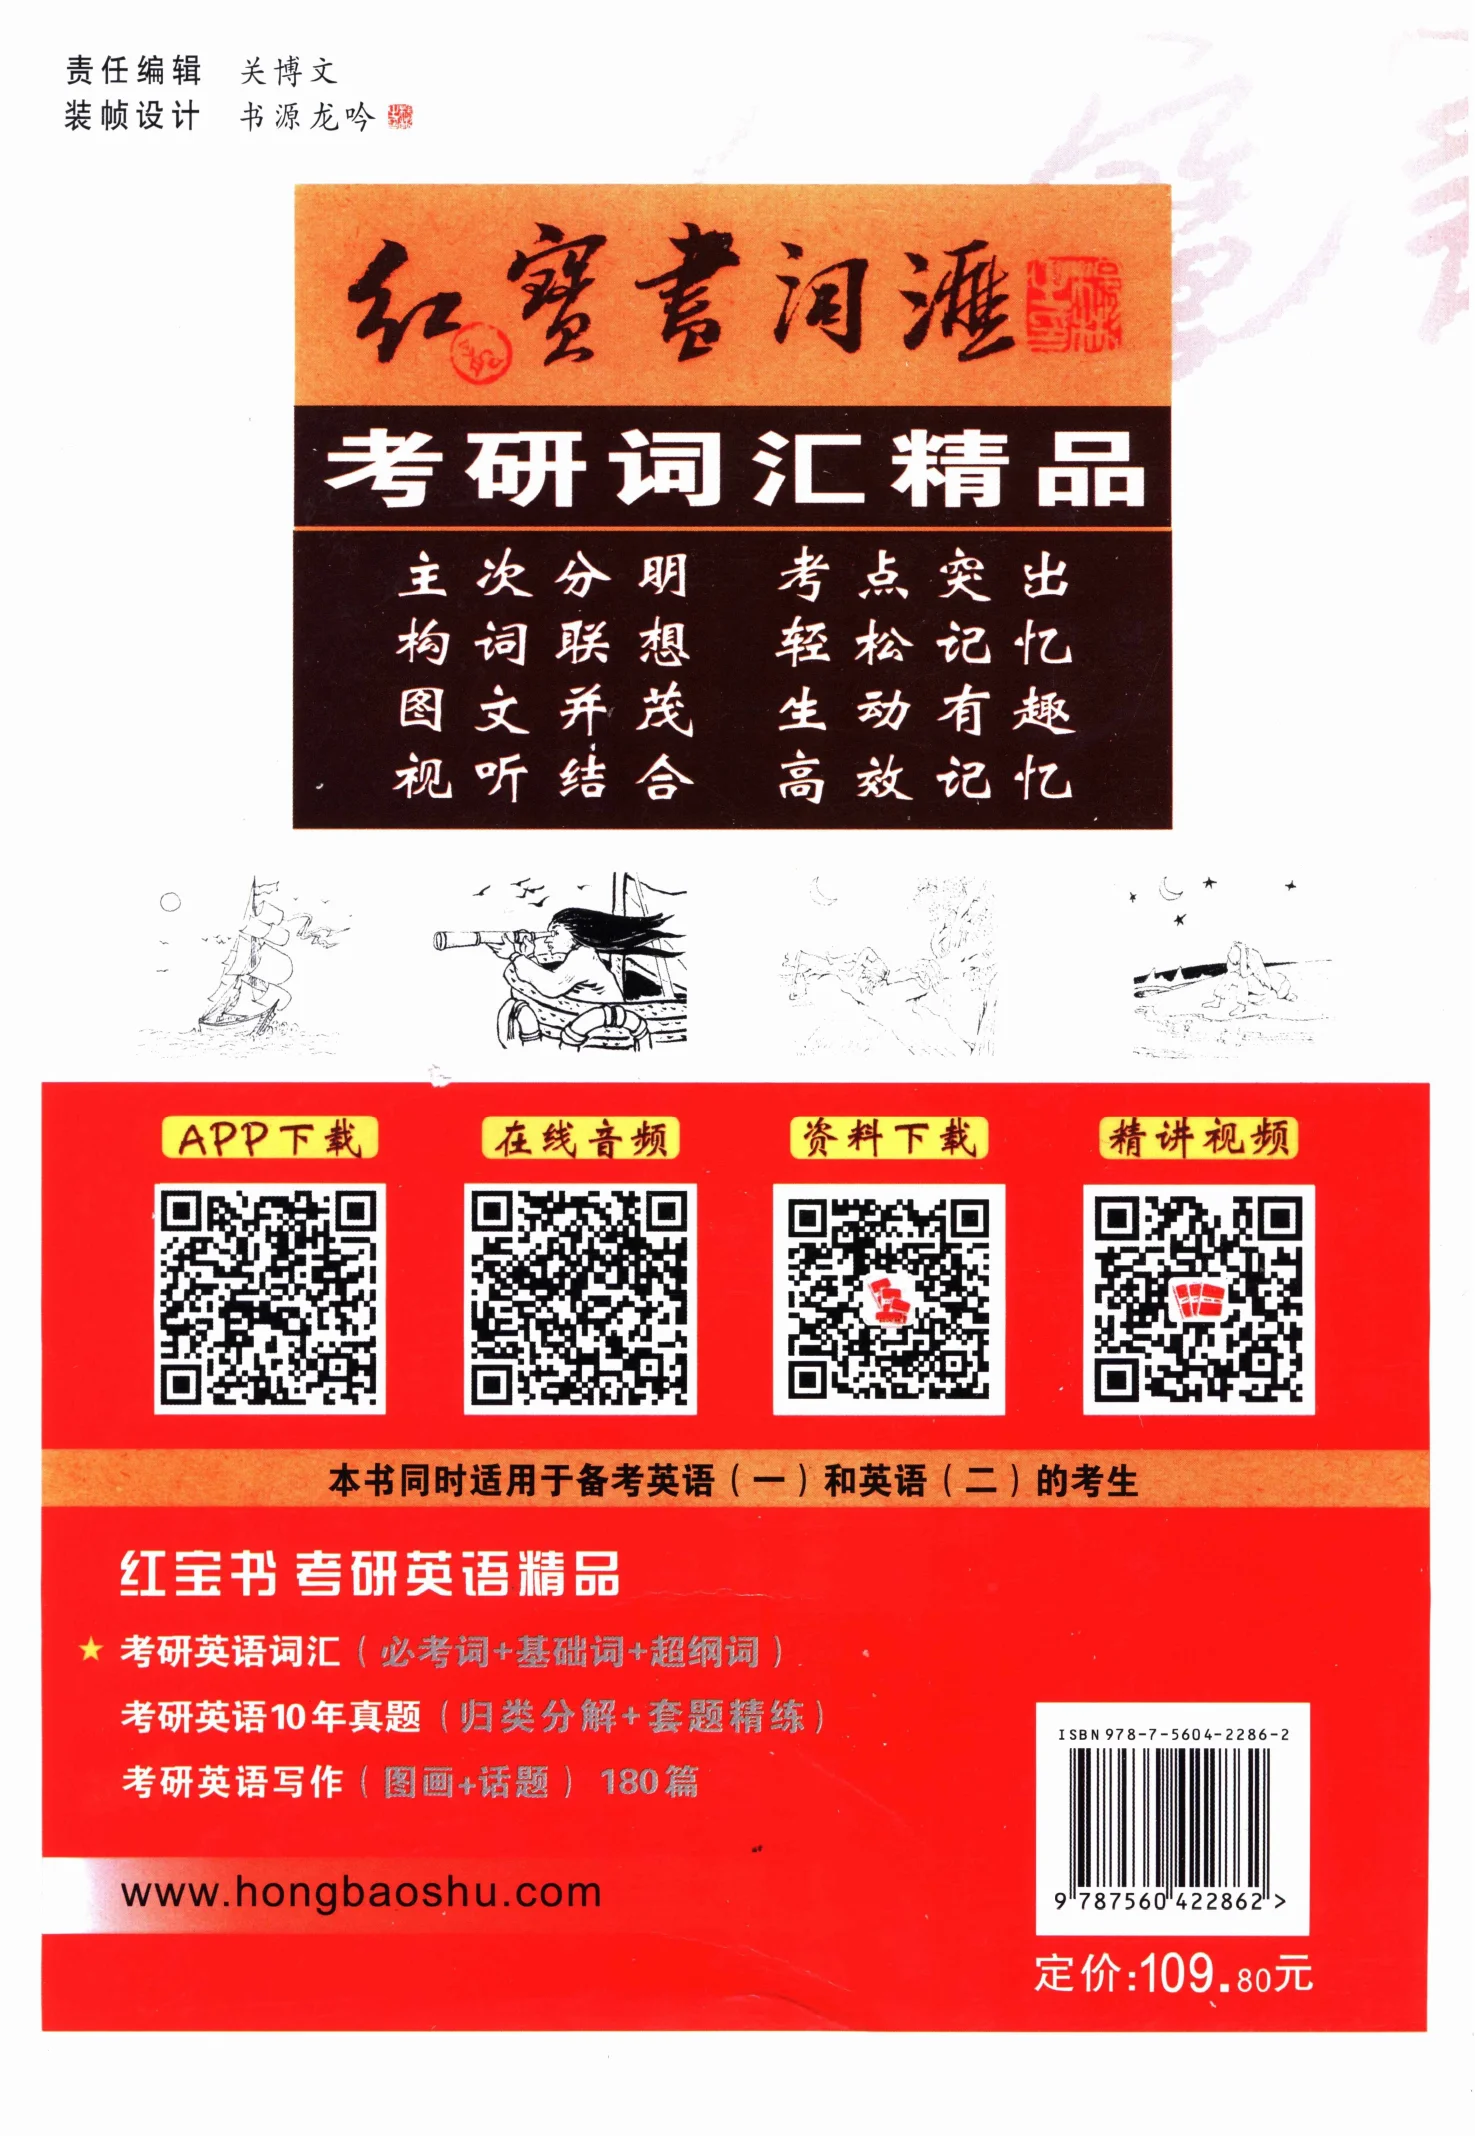 责任编辑 关博文
装帧设计 书源龙吟
红寶書词滙
考研词汇精品
主次分明 考点突出
构词联想 轻松记忆
图文并茂 生动有趣
视听结合 高效记忆
APP下载 在线音频 资料下载 精讲视频
本书同时适用于备考英语（一）和英语（二）的考生
红宝书 考研英语精品
★ 考研英语词汇（必考词+基础词+超纲词）
考研英语10年真题（归类分解+套题精练）
考研英语写作（图画+话题）180篇
www.hongbaoshu.com
ISBN 978-7-5604-2286-2
9 787560 422862 >
定价:109.80元